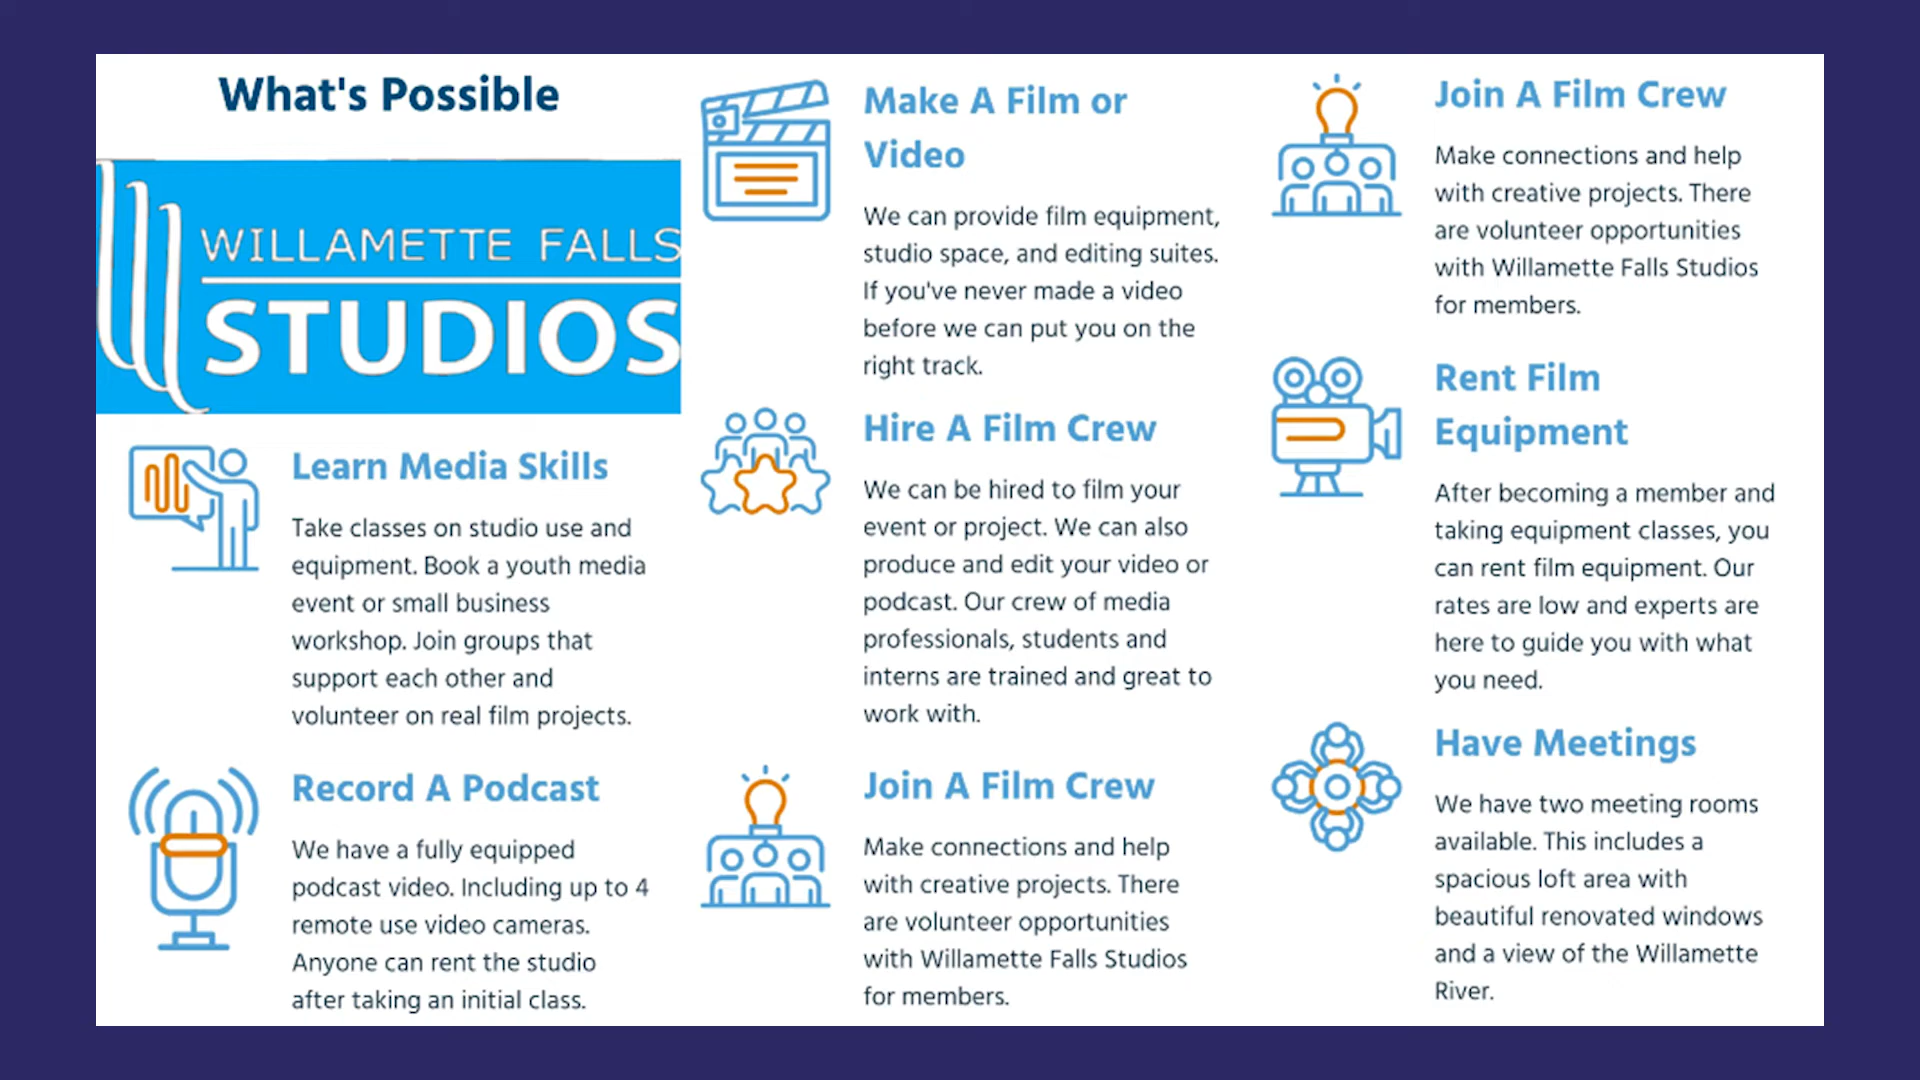 What's Possible
WILLAMETTE FALLS
STUDIOS
Learn Media Skills
Take classes on studio use and
equipment. Book a youth media
event or small business
workshop. Join groups that
support each other and
volunteer on real film projects.
Record A Podcast
We have a fully equipped
podcast video. Including up to 4
remote use video cameras.
Anyone can rent the studio
after taking an initial class.
Make A Film or
Video
We can provide film equipment,
studio space, and editing suites.
If you've never made a video
before we can put you on the
right track.
Hire A Film Crew
We can be hired to film your
event or project. We can also
produce and edit your video or
podcast. Our crew of media
professionals, students and
interns are trained and great to
work with.
Join A Film Crew
Make connections and help
with creative projects. There
are volunteer opportunities
with Willamette Falls Studios
for members.
Join A Film Crew
Make connections and help
with creative projects. There
are volunteer opportunities
with Willamette Falls Studios
for members.
Rent Film
Equipment
After becoming a member and
taking equipment classes, you
can rent film equipment. Our
rates are low and experts are
here to guide you with what
you need.
Have Meetings
We have two meeting rooms
available. This includes a
spacious loft area with
beautiful renovated windows
and a view of the Willamette
River.